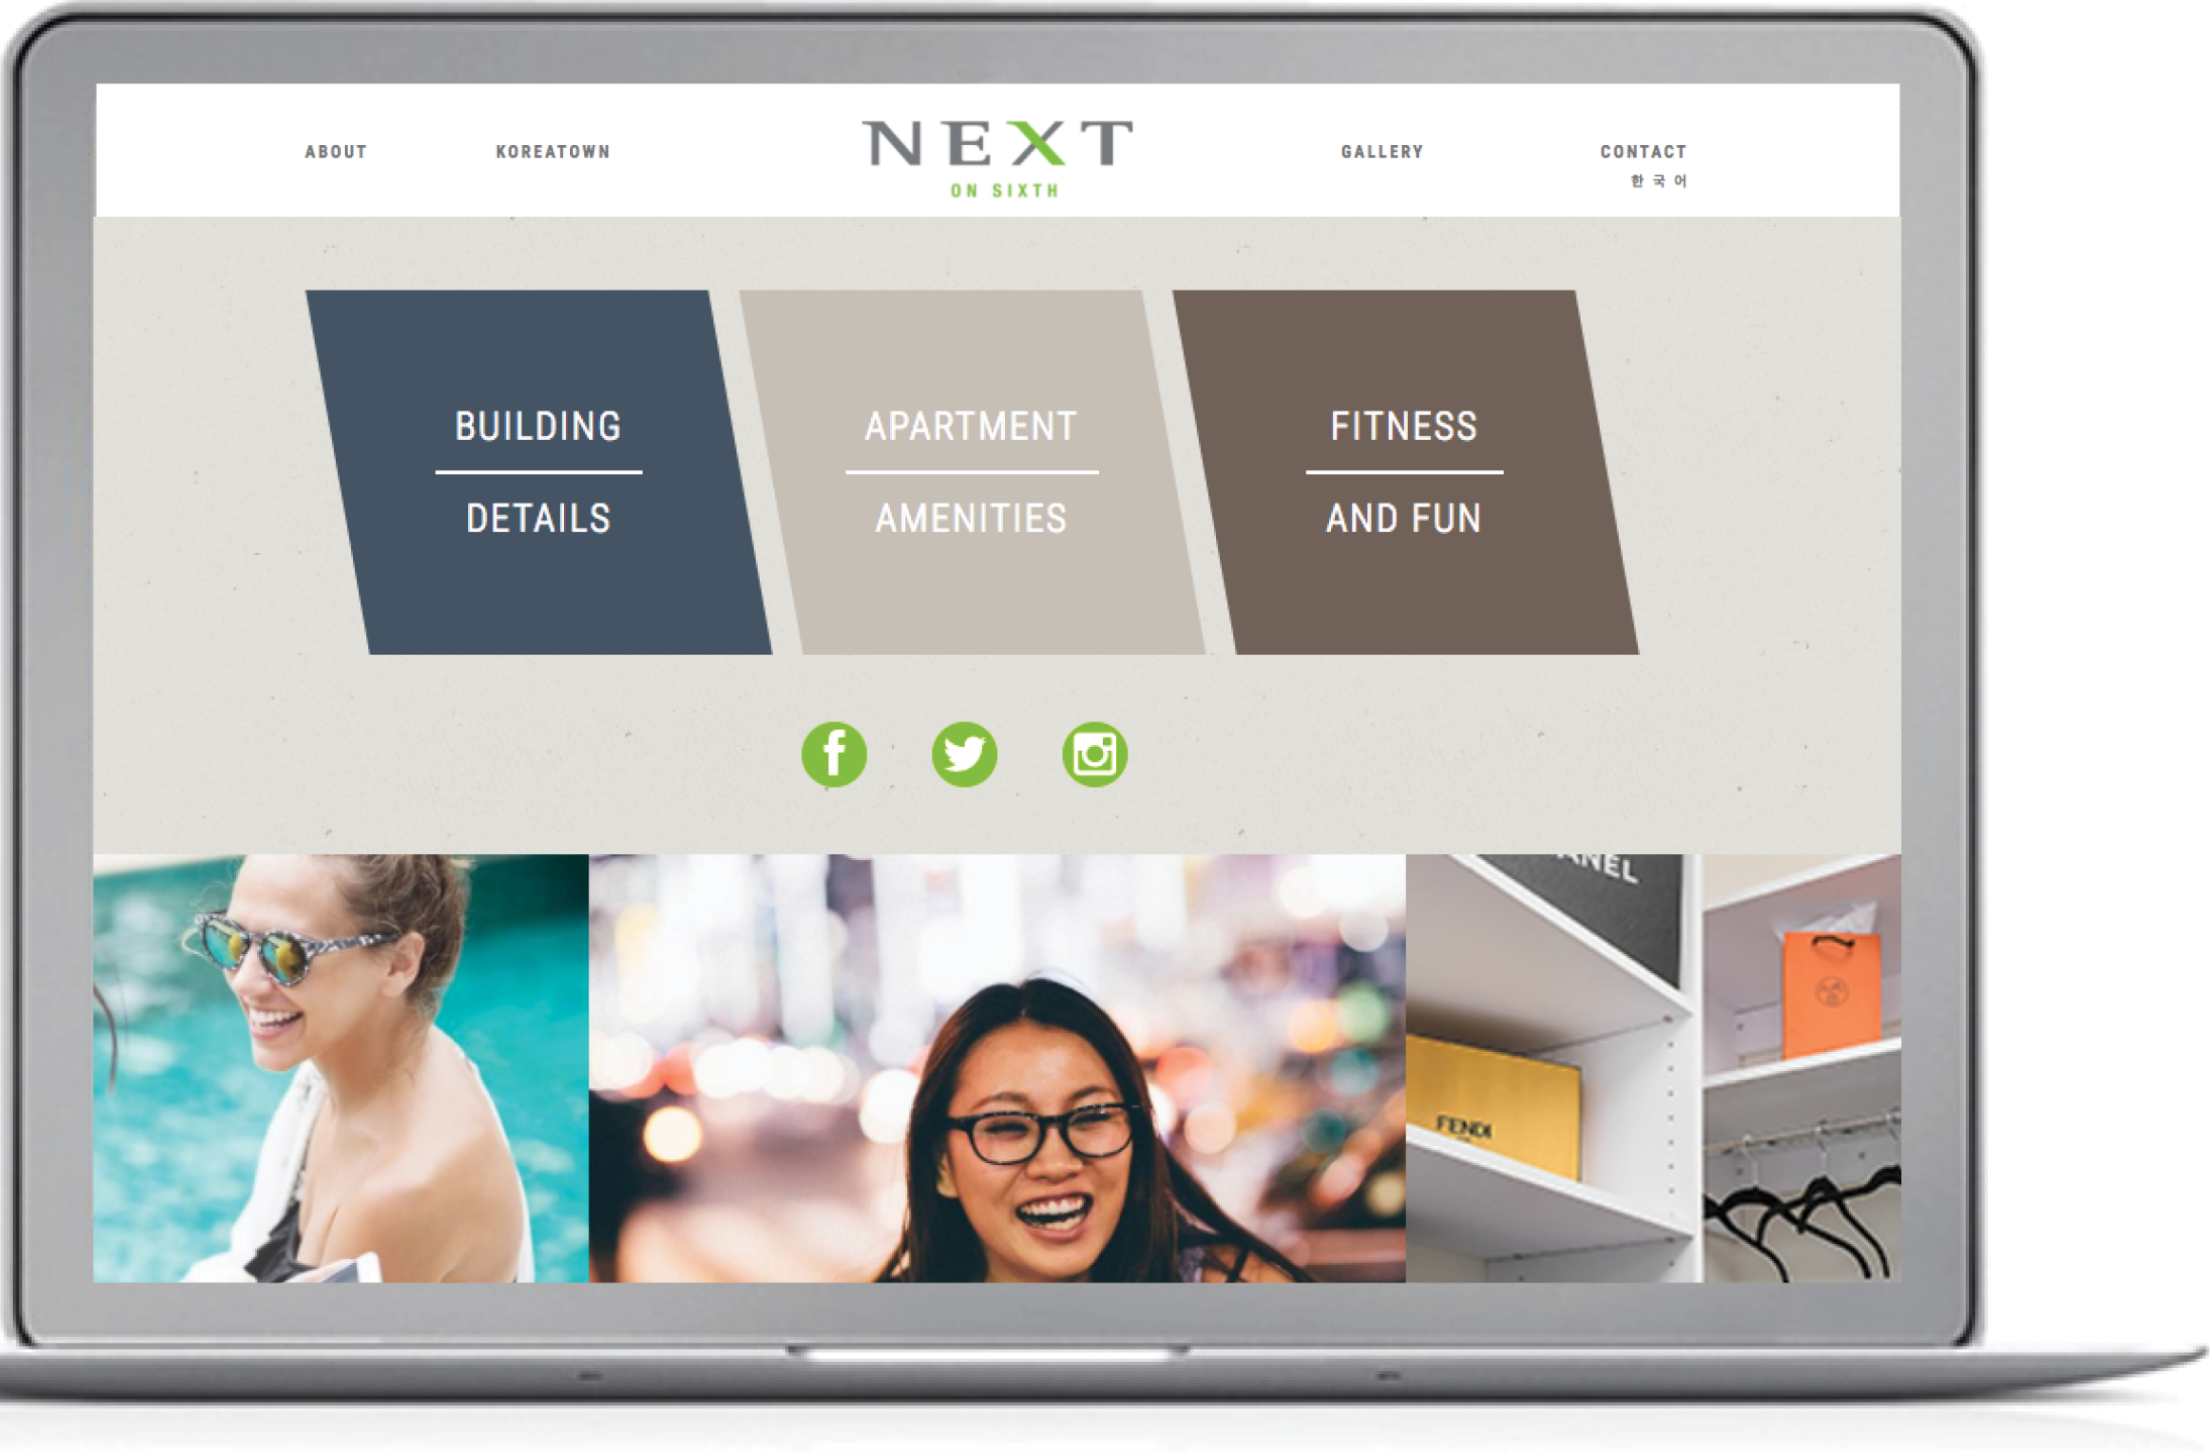 ABOUT
KOREATOWN
NEXT
ON SIXTH
GALLERY
CONTACT
한국어
BUILDING
DETAILS
APARTMENT
AMENITIES
FITNESS
AND FUN
FENDI